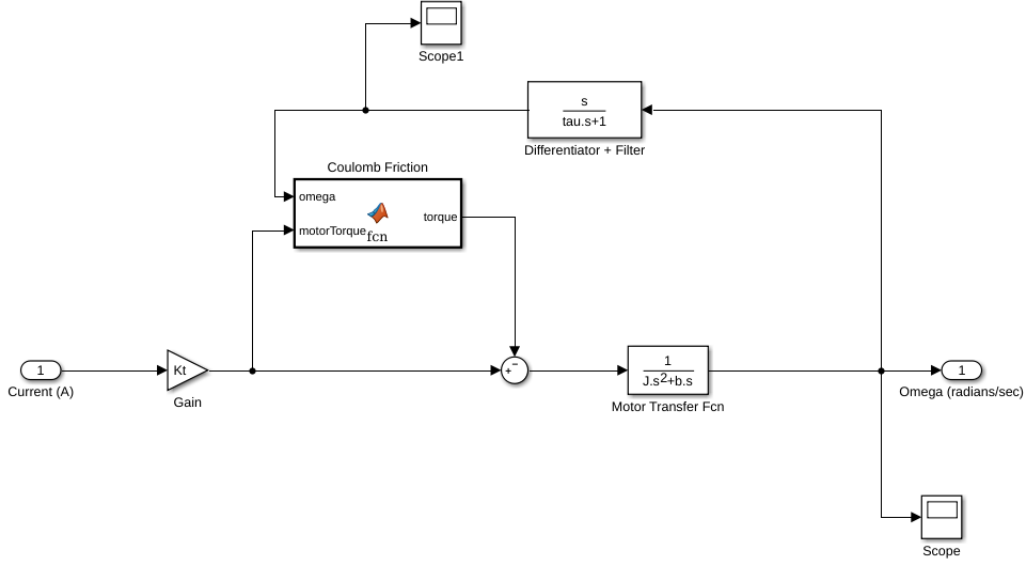 Scope1
s
tau.s+1
Differentiator + Filter
Coulomb Friction
omega
motorTorque
torque
fcn
1
Current (A)
Kt
Gain
+
−
1
J.s²+b.s
Motor Transfer Fcn
1
Omega (radians/sec)
Scope